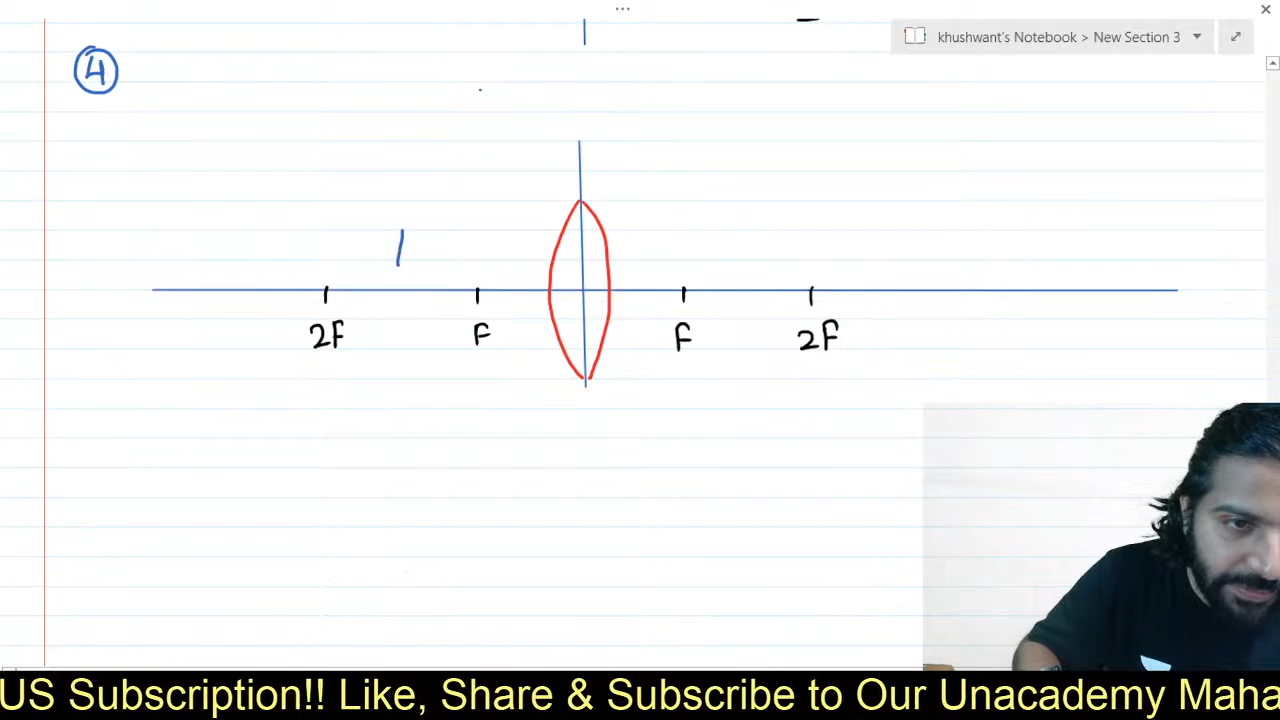 khushwant's Notebook > New Section 3
4
2F F F 2F
US Subscription!! Like, Share & Subscribe to Our Unacademy Maha